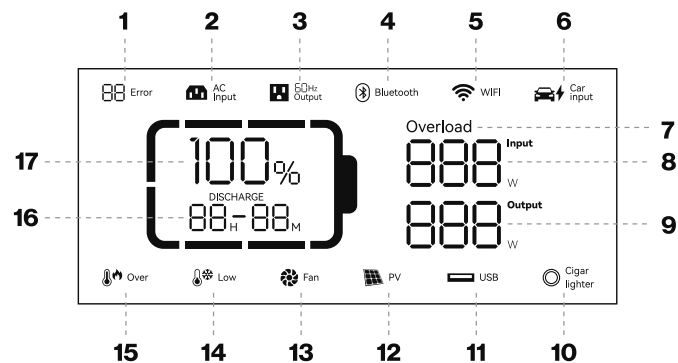 1 2 3 4 5 6
88 Error AC Input 60Hz Output Bluetooth WIFI Car input
Overload 7
17 100% 888 Input W 8
DISCHARGE
16 88H-88M 888 Output W 9
Over Low Fan PV USB Cigar lighter
15 14 13 12 11 10